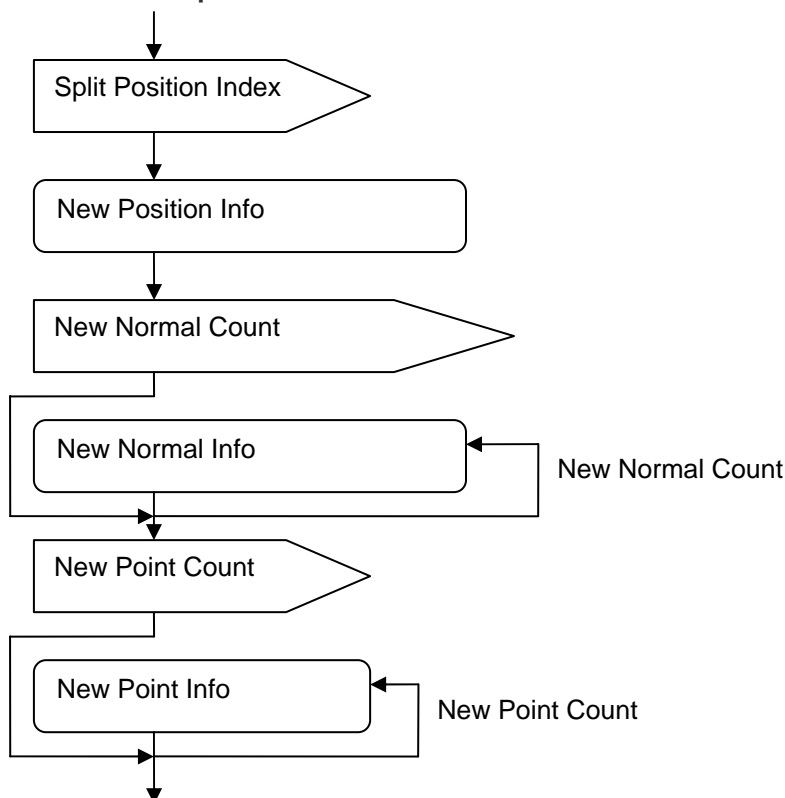 Split Position Index
New Position Info
New Normal Count
New Normal Info
New Normal Count
New Point Count
New Point Info
New Point Count